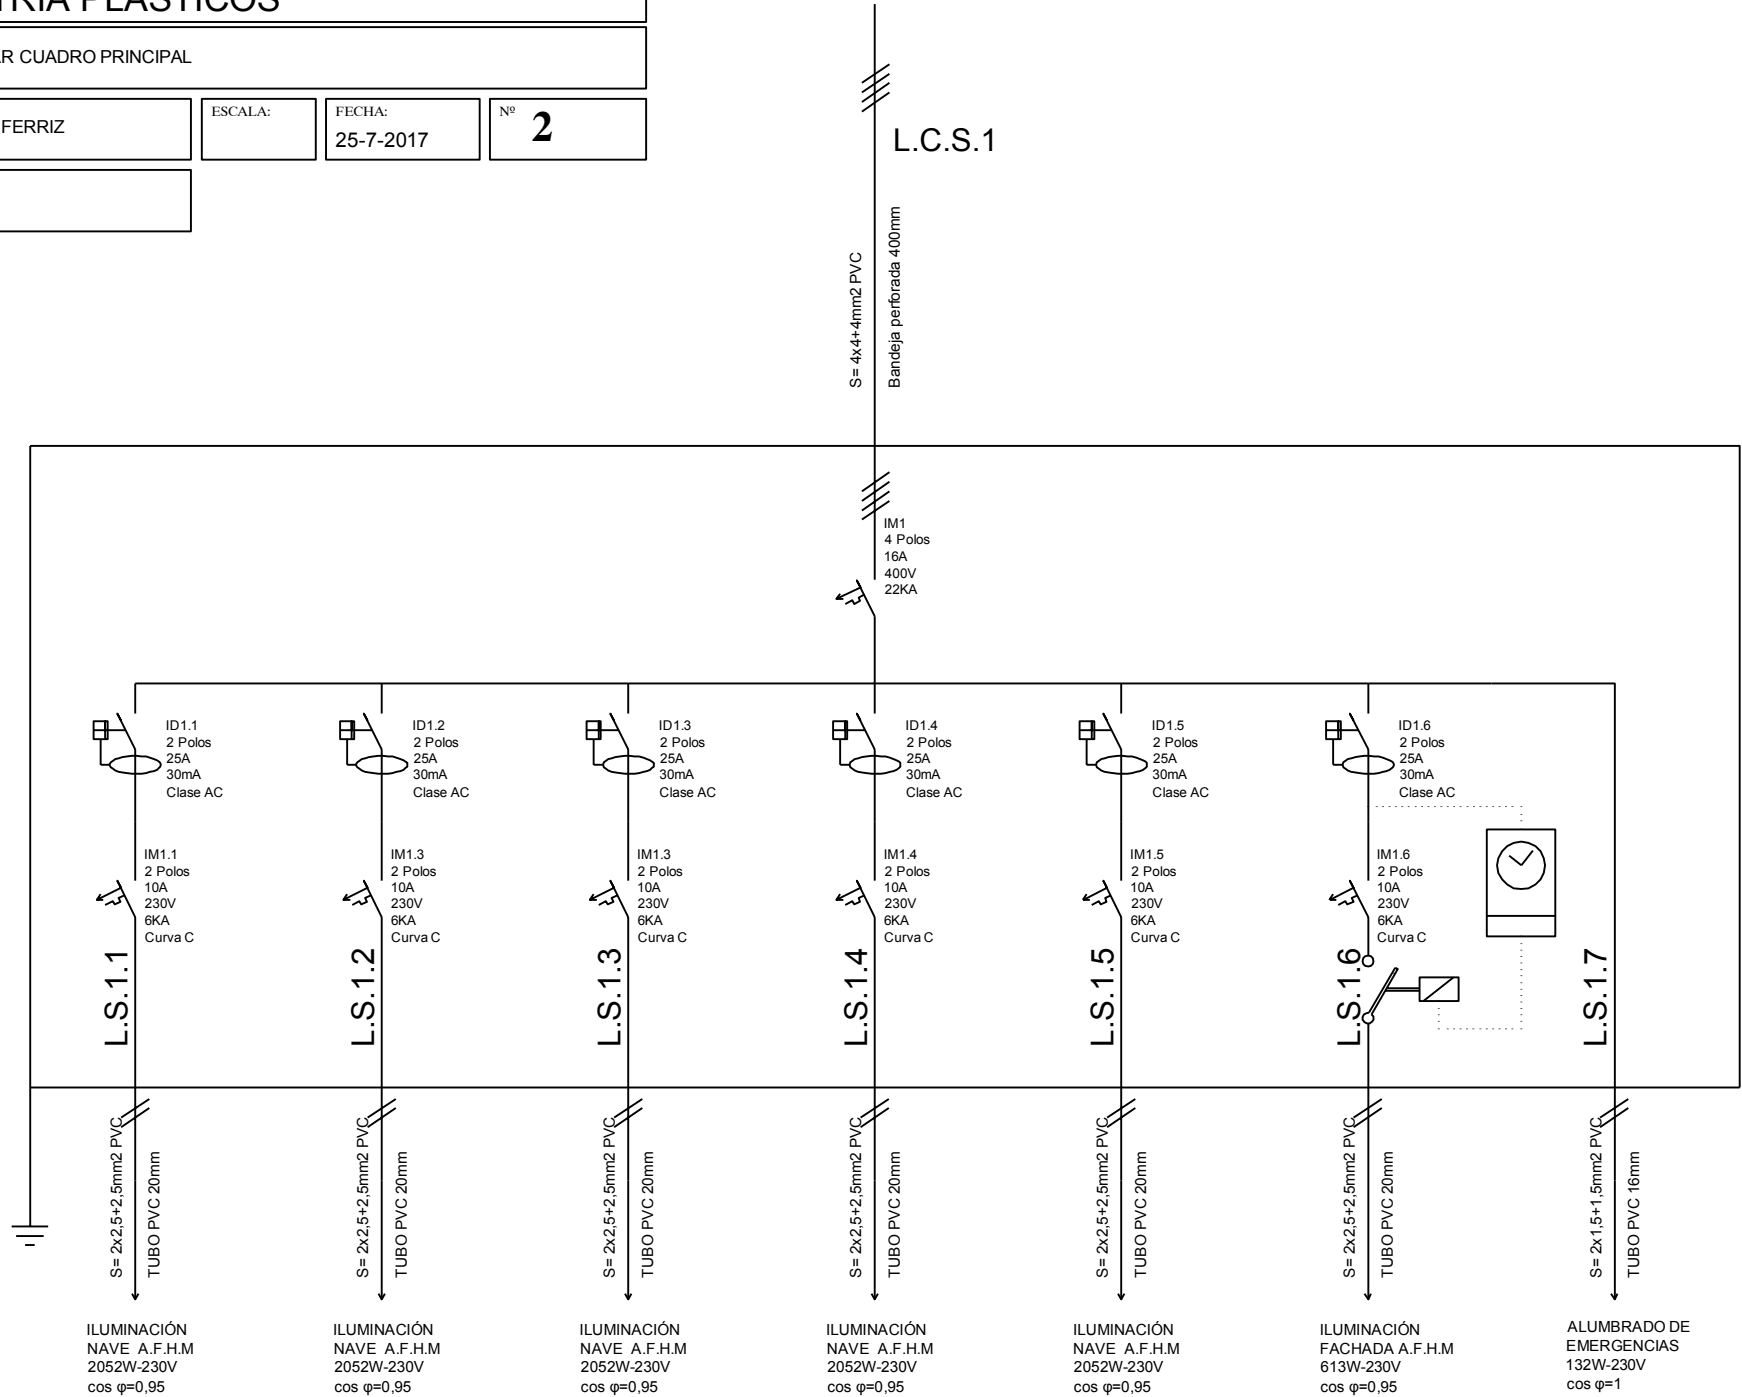 TRIA PLASTICOS
AR CUADRO PRINCIPAL
FERRIZ
ESCALA:
FECHA:
25-7-2017
Nº
2
L.C.S.1
S= 4x4+4mm2 PVC
Bandeja perforada 400mm
IM1
4 Polos
16A
400V
22KA
ID1.1
2 Polos
25A
30mA
Clase AC
ID1.2
2 Polos
25A
30mA
Clase AC
ID1.3
2 Polos
25A
30mA
Clase AC
ID1.4
2 Polos
25A
30mA
Clase AC
ID1.5
2 Polos
25A
30mA
Clase AC
ID1.6
2 Polos
25A
30mA
Clase AC
IM1.1
2 Polos
10A
230V
6KA
Curva C
IM1.3
2 Polos
10A
230V
6KA
Curva C
IM1.3
2 Polos
10A
230V
6KA
Curva C
IM1.4
2 Polos
10A
230V
6KA
Curva C
IM1.5
2 Polos
10A
230V
6KA
Curva C
IM1.6
2 Polos
10A
230V
6KA
Curva C
L.S.1.1
L.S.1.2
L.S.1.3
L.S.1.4
L.S.1.5
L.S.1.6
L.S.1.7
S= 2x2,5+2,5mm2 PVC
TUBO PVC 20mm
S= 2x2,5+2,5mm2 PVC
TUBO PVC 20mm
S= 2x2,5+2,5mm2 PVC
TUBO PVC 20mm
S= 2x2,5+2,5mm2 PVC
TUBO PVC 20mm
S= 2x2,5+2,5mm2 PVC
TUBO PVC 20mm
S= 2x2,5+2,5mm2 PVC
TUBO PVC 20mm
S= 2x1,5+1,5mm2 PVC
TUBO PVC 16mm
ILUMINACIÓN
NAVE A.F.H.M
2052W-230V
cos φ=0,95
ILUMINACIÓN
NAVE A.F.H.M
2052W-230V
cos φ=0,95
ILUMINACIÓN
NAVE A.F.H.M
2052W-230V
cos φ=0,95
ILUMINACIÓN
NAVE A.F.H.M
2052W-230V
cos φ=0,95
ILUMINACIÓN
NAVE A.F.H.M
2052W-230V
cos φ=0,95
ILUMINACIÓN
FACHADA A.F.H.M
613W-230V
cos φ=0,95
ALUMBRADO DE
EMERGENCIAS
132W-230V
cos φ=1